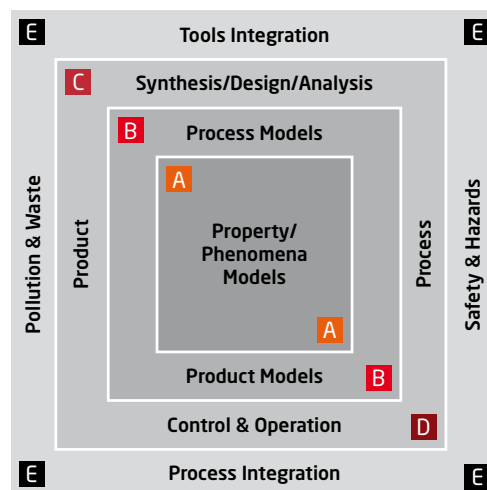 E
Tools Integration
E
C
Synthesis/Design/Analysis
B
Process Models
A
Pollution & Waste
Product
Property/
Phenomena
Models
Process
Safety & Hazards
A
Product Models
B
Control & Operation
D
E
Process Integration
E